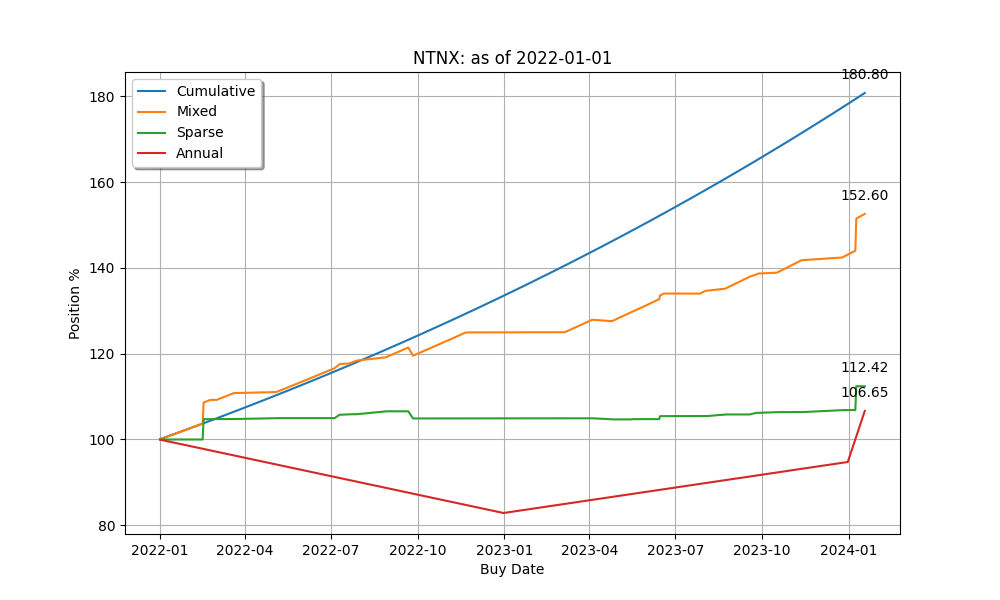 NTNX: as of 2022-01-01
180.80
Cumulative
Mixed
Sparse
Annual
152.60
112.42
106.65
180
160
140
120
100
80
Position %
2022-01 2022-04 2022-07 2022-10 2023-01 2023-04 2023-07 2023-10 2024-01
Buy Date